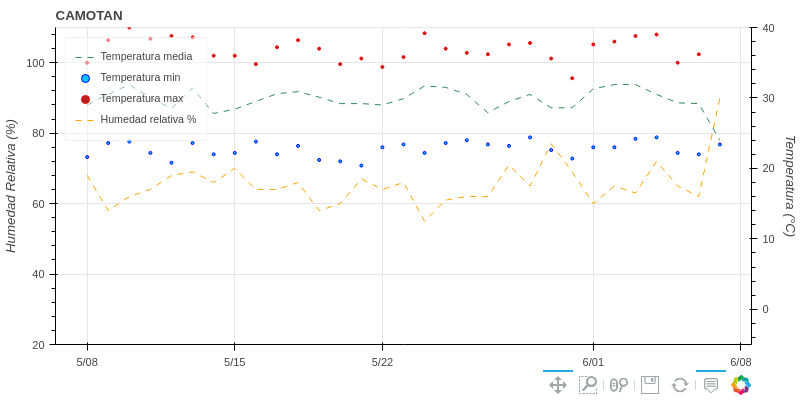 CAMOTAN
Temperatura media
Temperatura min
Temperatura max
Humedad relativa %
Humedad Relativa (%)
100
80
60
40
20
Temperatura (°C)
40
30
20
10
0
5/08
5/15
5/22
6/01
6/08